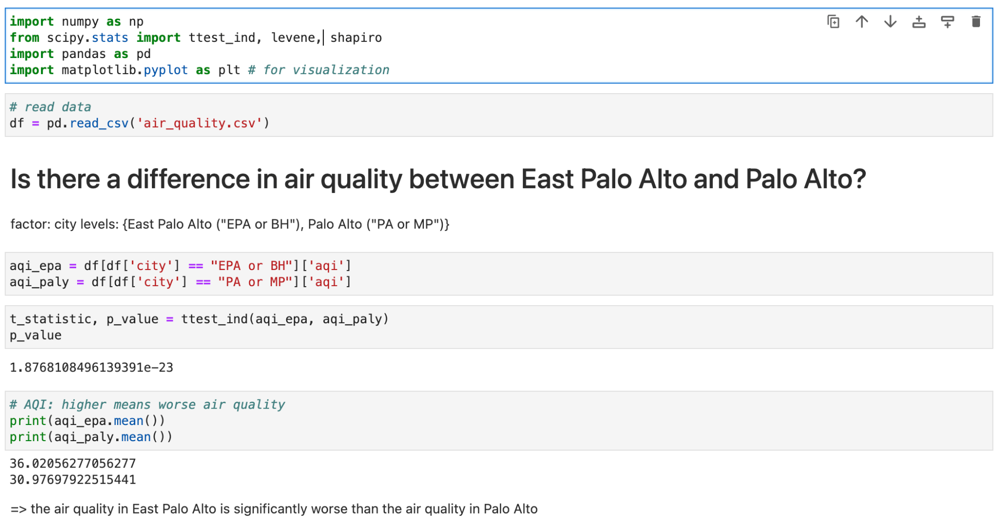 import numpy as np
from scipy.stats import ttest_ind, levene, shapiro
import pandas as pd
import matplotlib.pyplot as plt # for visualization
# read data
df = pd.read_csv('air_quality.csv')
Is there a difference in air quality between East Palo Alto and Palo Alto?
factor: city levels: {East Palo Alto ("EPA or BH"), Palo Alto ("PA or MP")}
aqi_epa = df[df['city'] == "EPA or BH"]['aqi']
aqi_paly = df[df['city'] == "PA or MP"]['aqi']
t_statistic, p_value = ttest_ind(aqi_epa, aqi_paly)
p_value
1.8768108496139391e-23
# AQI: higher means worse air quality
print(aqi_epa.mean())
print(aqi_paly.mean())
36.02056277056277
30.97697922515441
=> the air quality in East Palo Alto is significantly worse than the air quality in Palo Alto